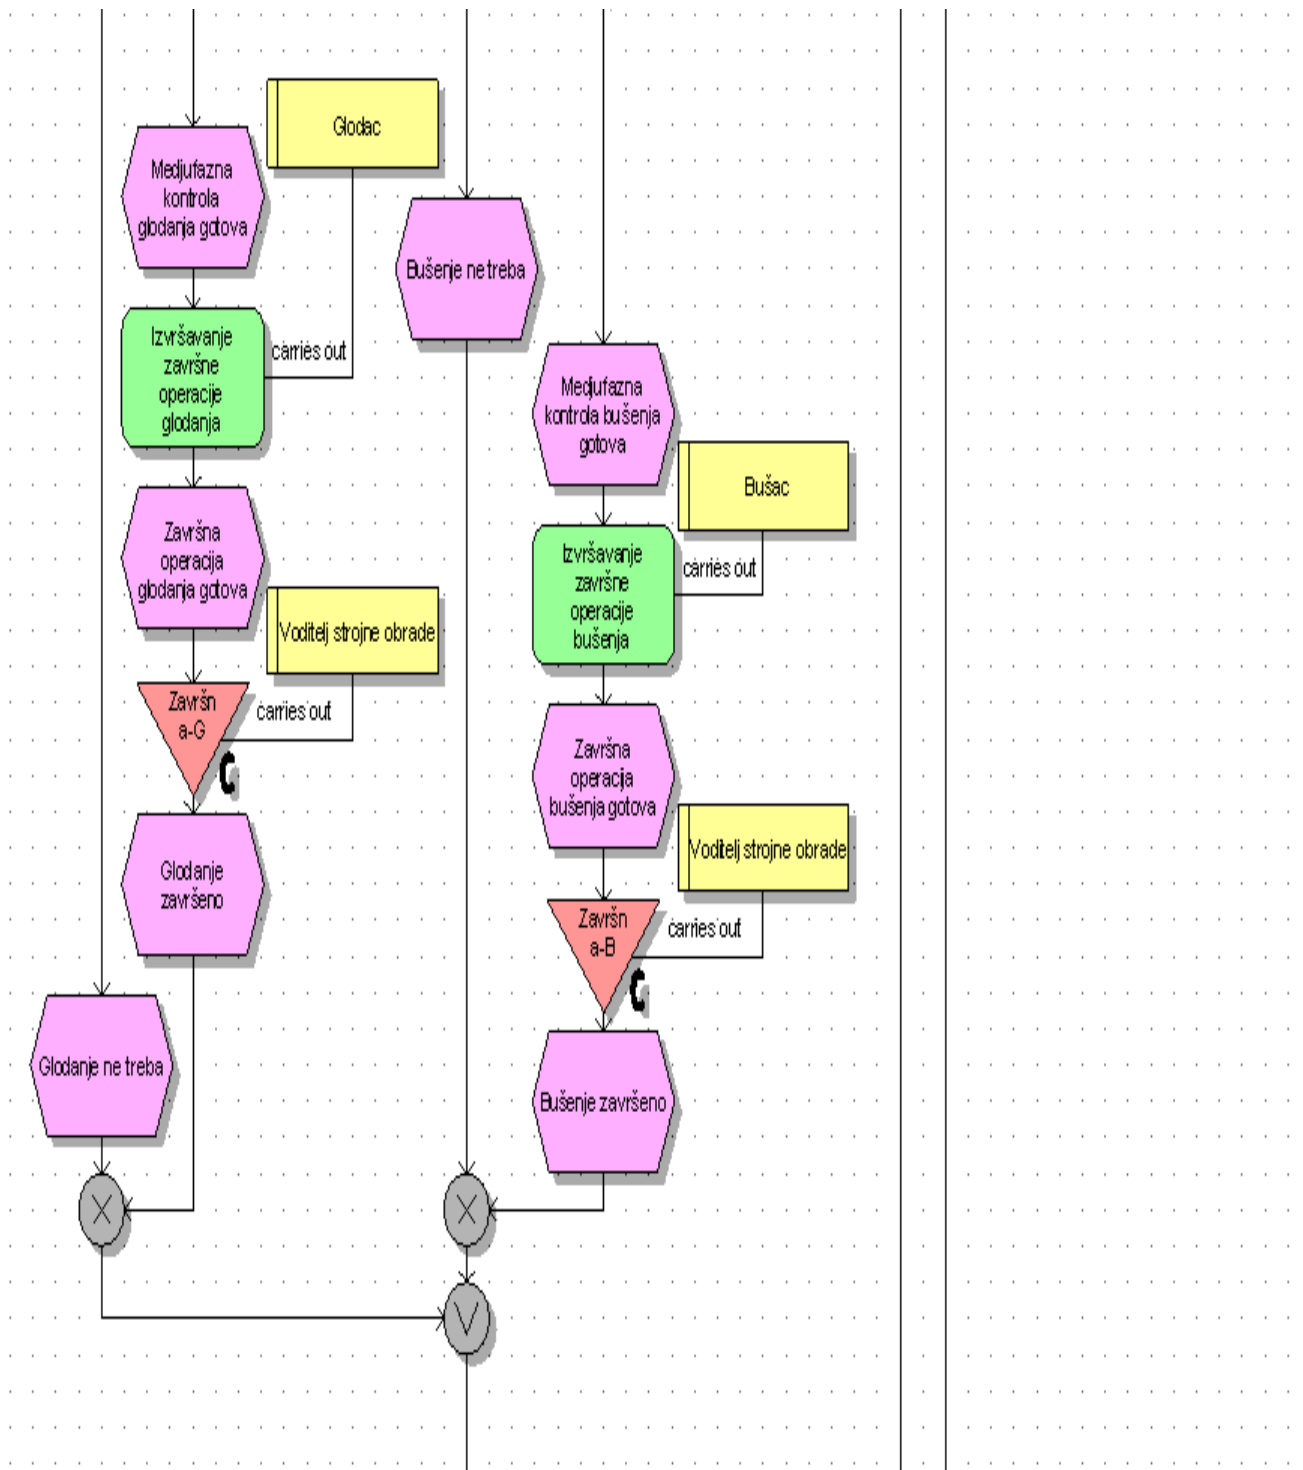 Glodac
Medjufazna
kontrola
glodanja gotova
Bušenje ne treba
Izvršavanje
završne
operacije
glodanja
carries out
Medjufazna
kontrola bušenja
gotova
Bušac
Završna
operacija
glodanja gotova
Izvršavanje
završne
operacije
bušenja
carries out
Voditelj strojne obrade
Završn
a-G
carries out
C
Završna
operacija
bušenja gotova
Voditelj strojne obrade
Glodanje
završeno
Završn
a-B
carries out
C
Glodanje ne treba
Bušenje završeno